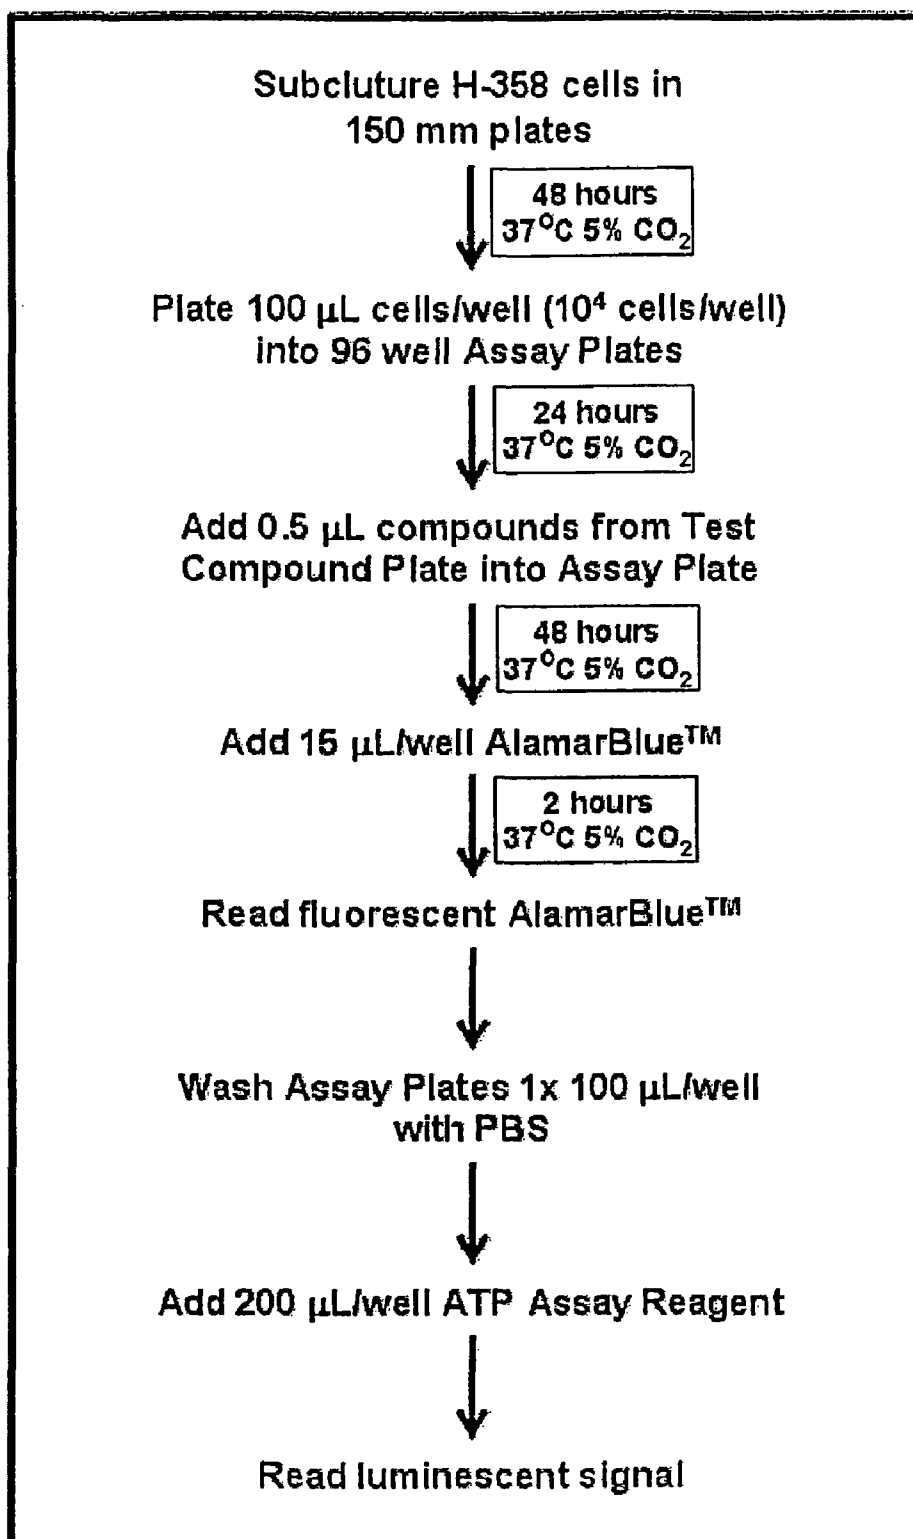 Subcluture H-358 cells in
150 mm plates
48 hours
37°C 5% CO₂
Plate 100 µL cells/well (10⁴ cells/well)
into 96 well Assay Plates
24 hours
37°C 5% CO₂
Add 0.5 µL compounds from Test
Compound Plate into Assay Plate
48 hours
37°C 5% CO₂
Add 15 µL/well AlamarBlue™
2 hours
37°C 5% CO₂
Read fluorescent AlamarBlue™
Wash Assay Plates 1x 100 µL/well
with PBS
Add 200 µL/well ATP Assay Reagent
Read luminescent signal